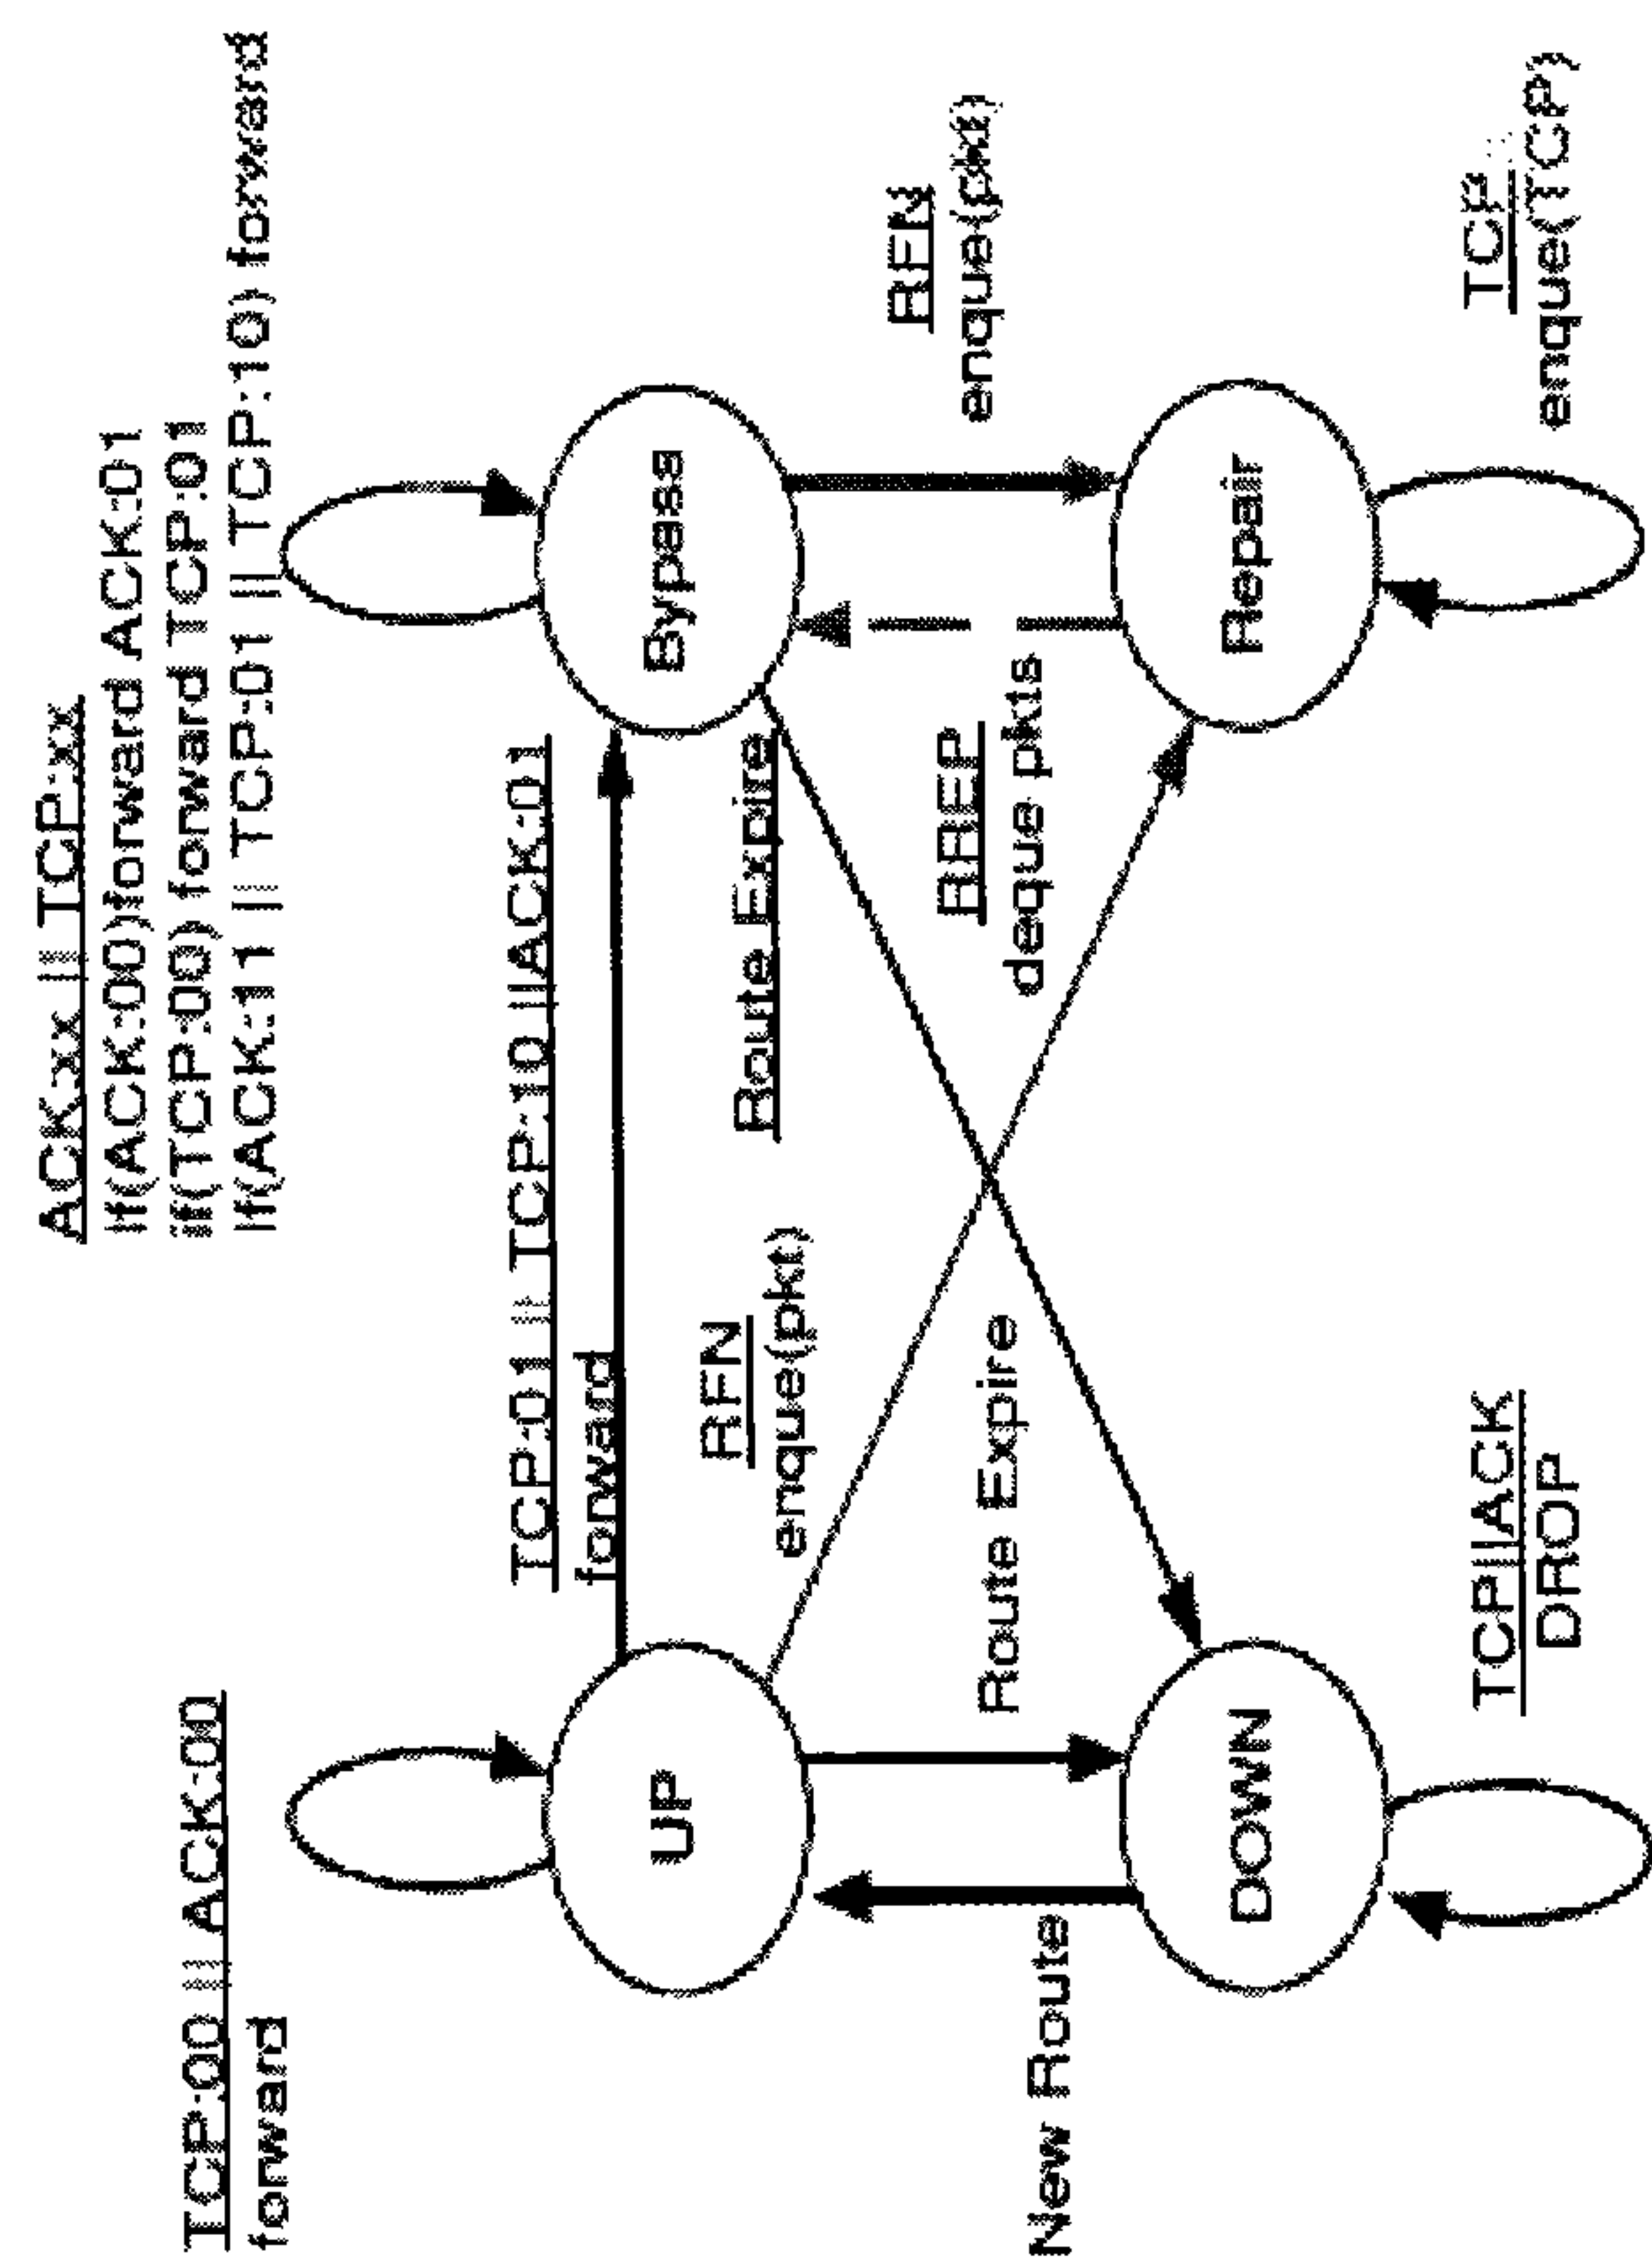 ACK:xx || TCP:xx
if(ACK:00)forward ACK:01
if(TCP:00) forward TCP:01
if(ACK:11 || TCP:01 || TCP:10) forward
TCP:00 || ACK:00
forward
TCP:01 || TCP:10 ||ACK:01
forward
UP
Bypass
RFN
enque(pkt)
Route Expire
RFN
enque(pkt)
RREP
deque pkts
New Route
Route Expire
DOWN
Repair
TCP||ACK
DROP
TCP
enque(TCP)